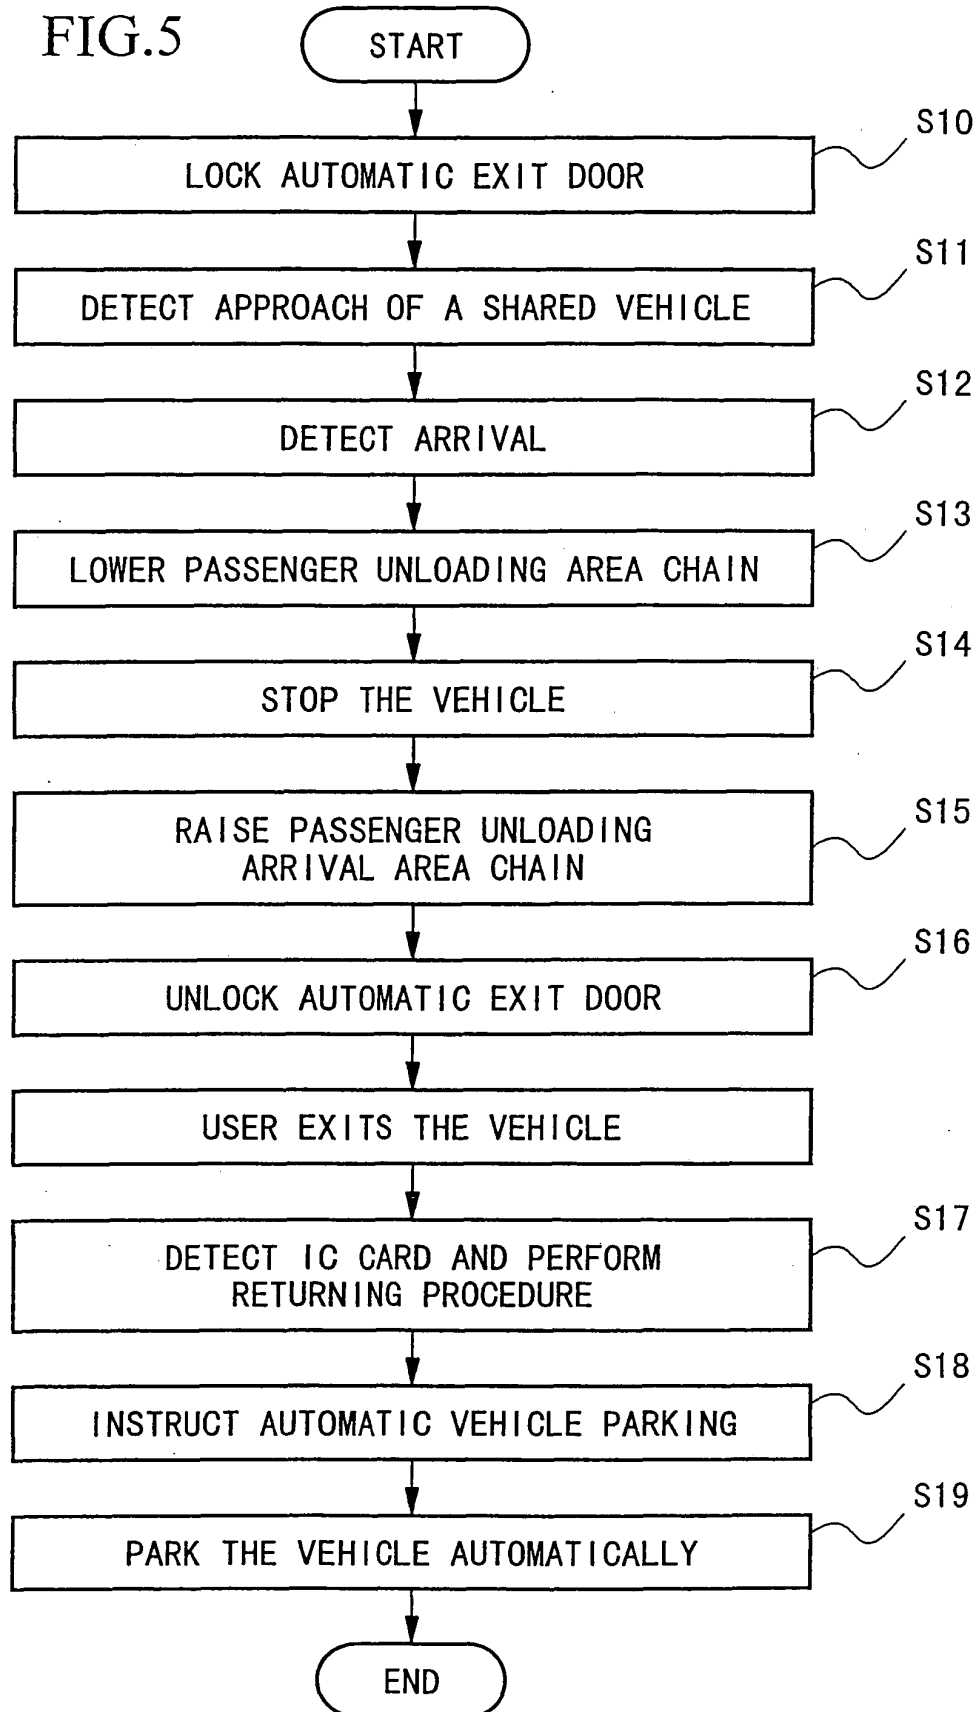 FIG.5
START
S10
LOCK AUTOMATIC EXIT DOOR
S11
DETECT APPROACH OF A SHARED VEHICLE
S12
DETECT ARRIVAL
S13
LOWER PASSENGER UNLOADING AREA CHAIN
S14
STOP THE VEHICLE
S15
RAISE PASSENGER UNLOADING
ARRIVAL AREA CHAIN
S16
UNLOCK AUTOMATIC EXIT DOOR
USER EXITS THE VEHICLE
S17
DETECT IC CARD AND PERFORM
RETURNING PROCEDURE
S18
INSTRUCT AUTOMATIC VEHICLE PARKING
S19
PARK THE VEHICLE AUTOMATICALLY
END